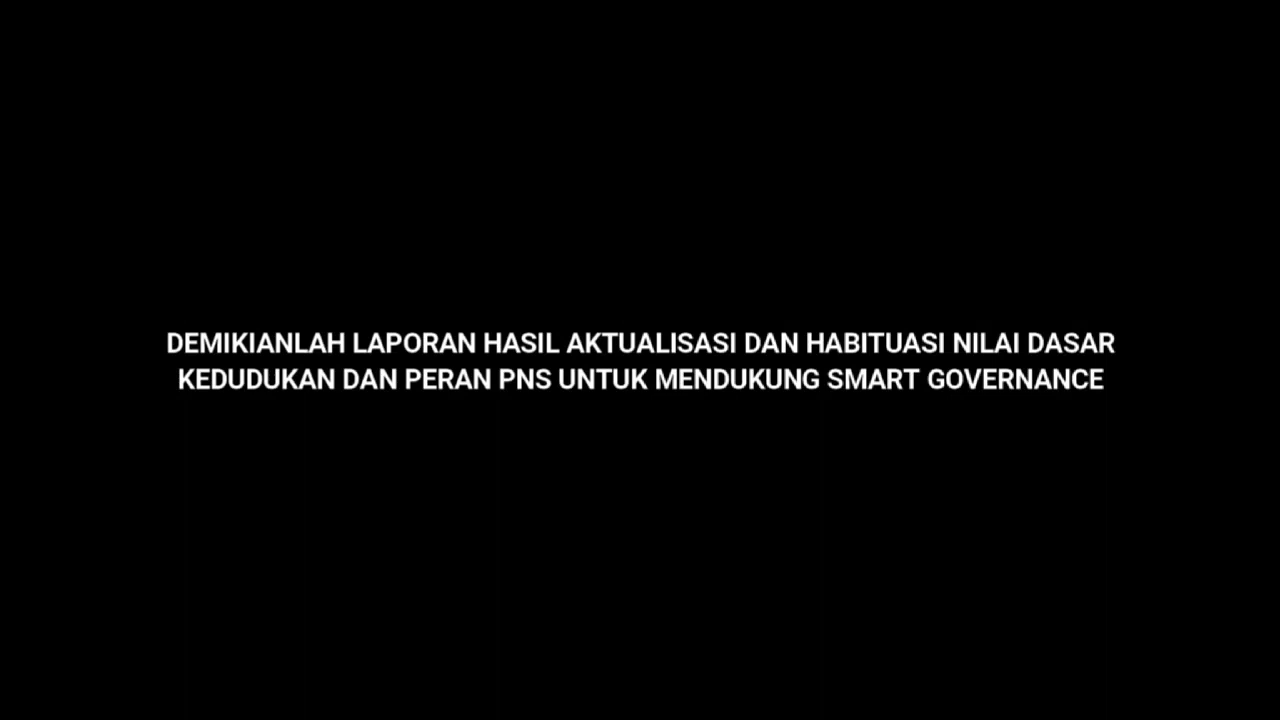 DEMIKIANLAH LAPORAN HASIL AKTUALISASI DAN HABITUASI NILAI DASAR
KEDUDUKAN DAN PERAN PNS UNTUK MENDUKUNG SMART GOVERNANCE